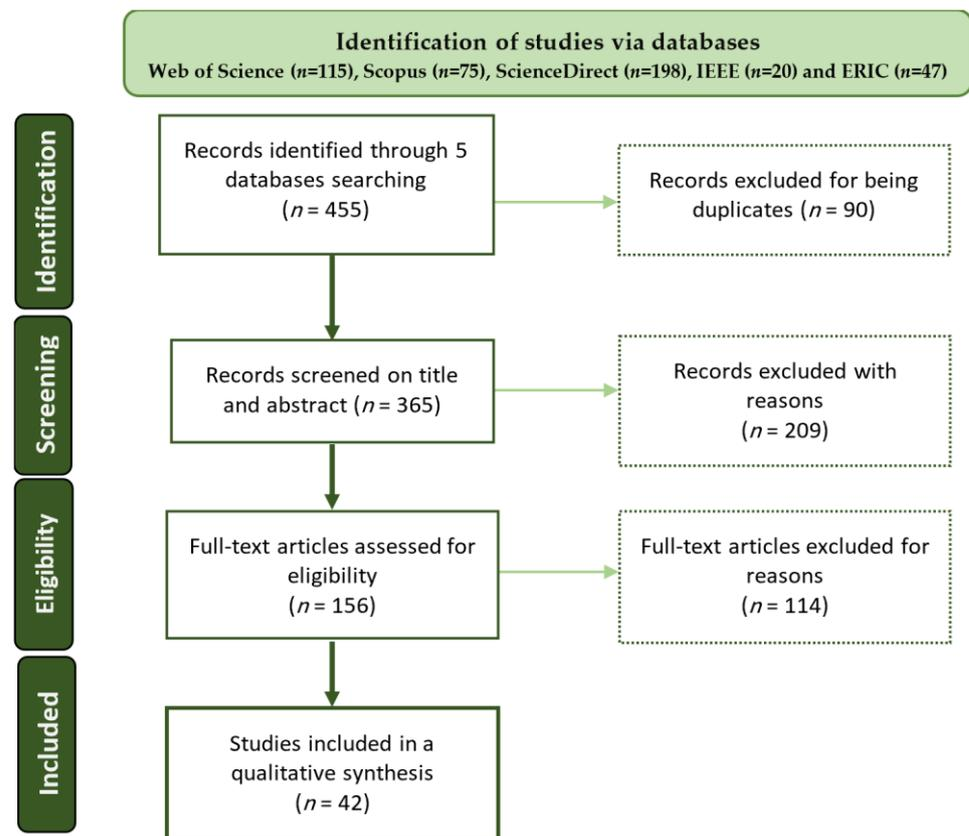 Identification of studies via databases
Web of Science (n=115), Scopus (n=75), ScienceDirect (n=198), IEEE (n=20) and ERIC (n=47)
Identification
Records identified through 5
databases searching
(n = 455)
Records excluded for being
duplicates (n = 90)
Screening
Records screened on title
and abstract (n = 365)
Records excluded with
reasons
(n = 209)
Eligibility
Full-text articles assessed for
eligibility
(n = 156)
Full-text articles excluded for
reasons
(n = 114)
Included
Studies included in a
qualitative synthesis
(n = 42)